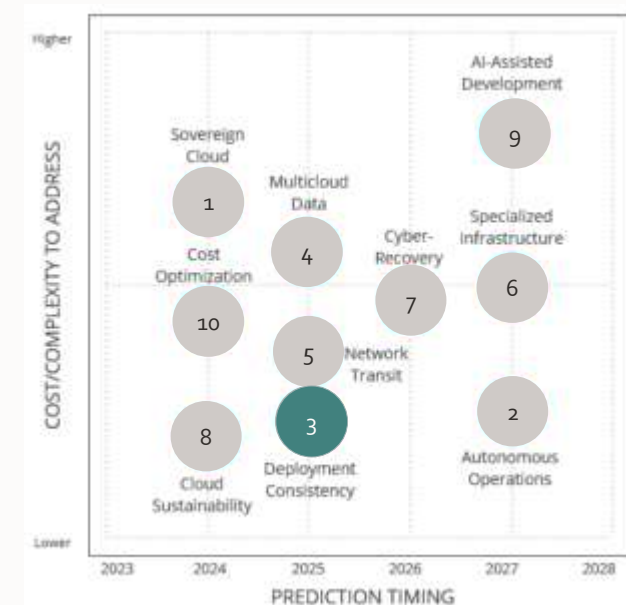 Higher
AI-Assisted
Development
9
Sovereign
Cloud
1
Multicloud
Data
4
Specialized
Infrastructure
6
Cyber-
Recovery
7
Cost
Optimization
10
5
Network
Transit
3
Deployment
Consistency
8
Cloud
Sustainability
2
Autonomous
Operations
COST/COMPLEXITY TO ADDRESS
Lower
2023
2024
2025
2026
2027
2028
PREDICTION TIMING